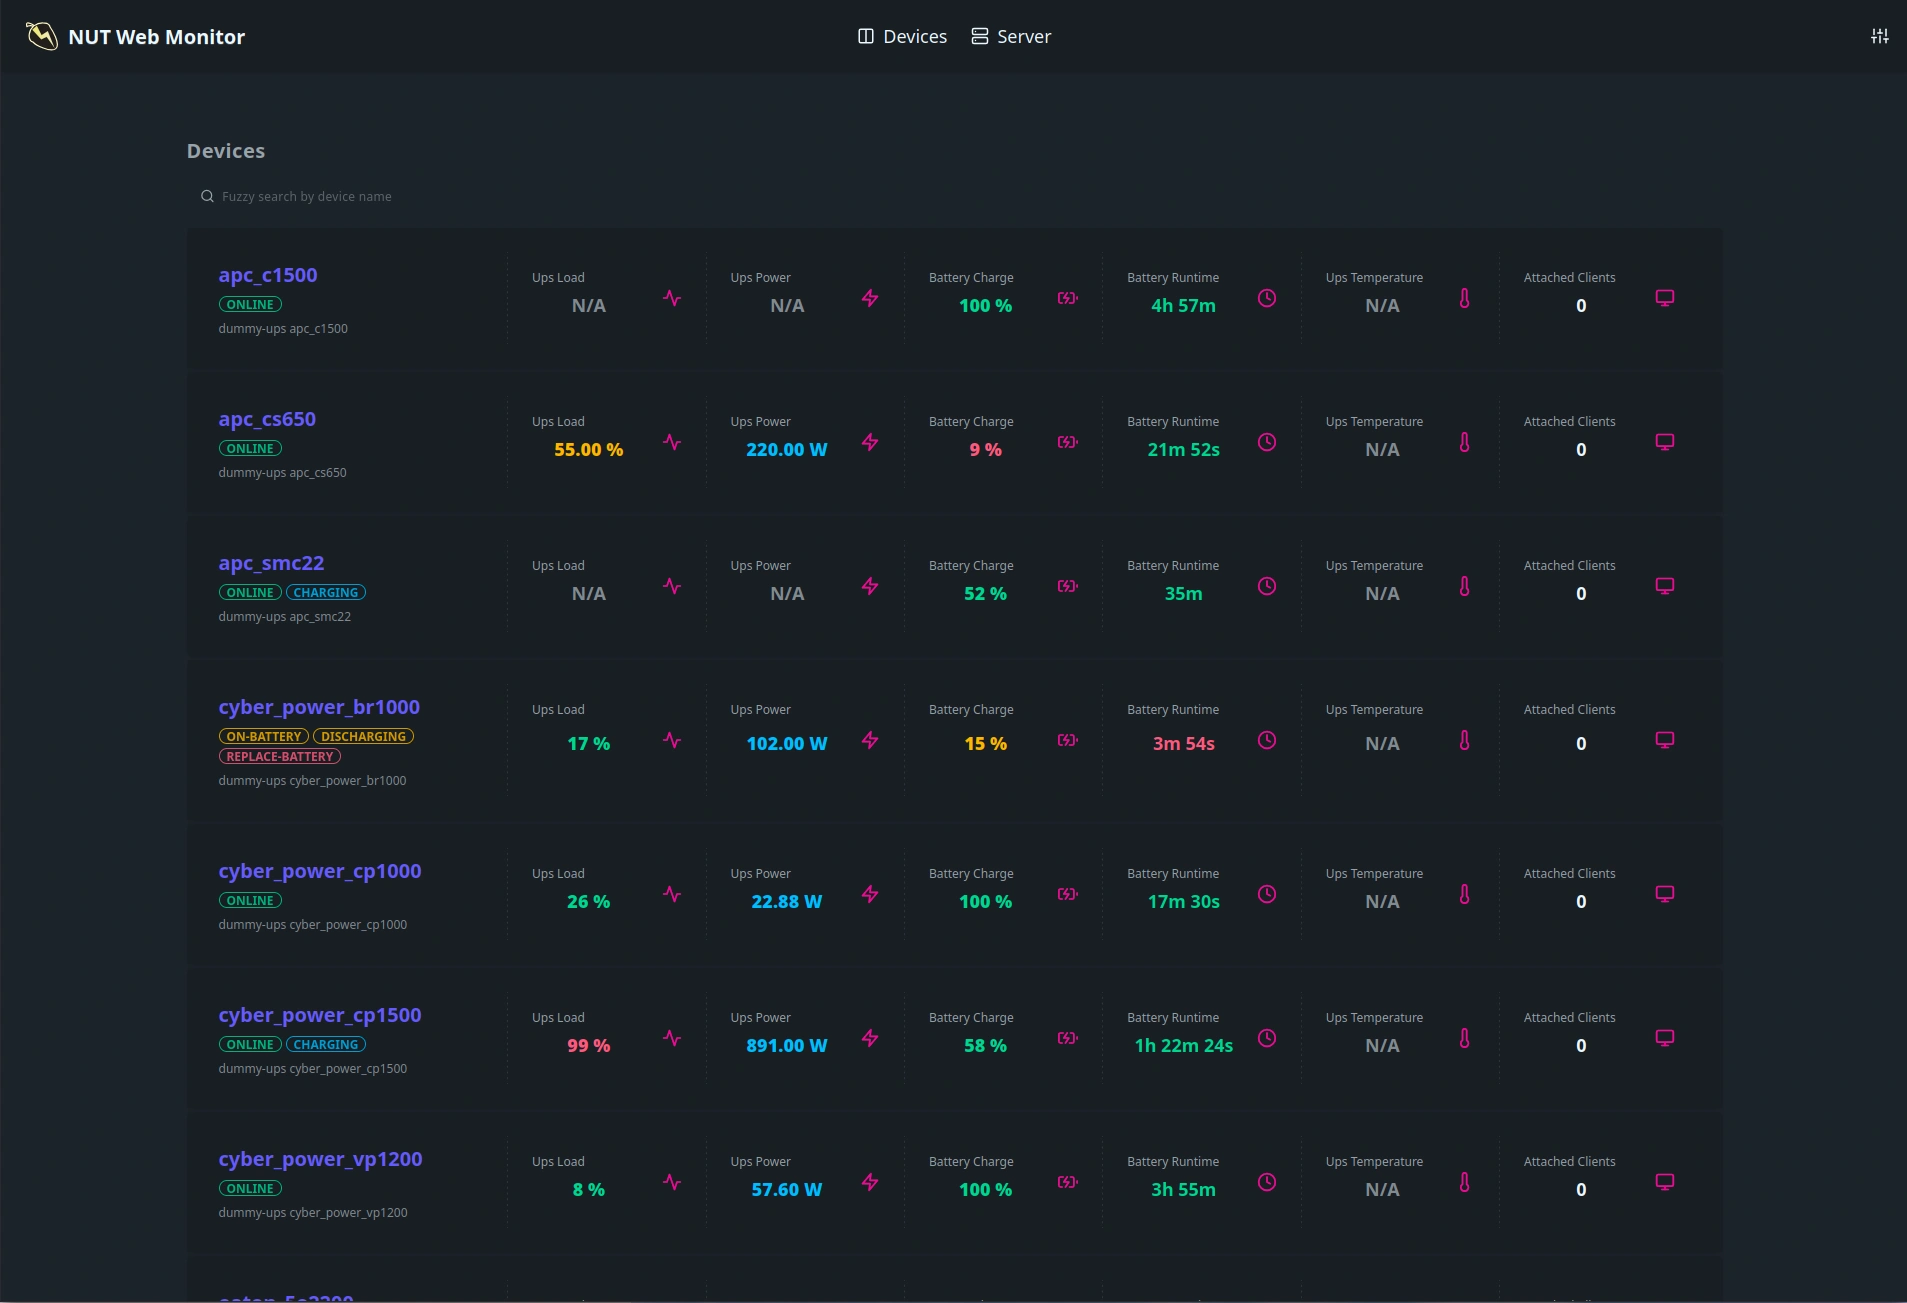 NUT Web Monitor
Devices
Server
Devices
Fuzzy search by device name
apc_c1500
ONLINE
dummy-ups apc_c1500
Ups Load
N/A
Ups Power
N/A
Battery Charge
100 %
Battery Runtime
4h 57m
Ups Temperature
N/A
Attached Clients
0
apc_cs650
ONLINE
dummy-ups apc_cs650
Ups Load
55.00 %
Ups Power
220.00 W
Battery Charge
9 %
Battery Runtime
21m 52s
Ups Temperature
N/A
Attached Clients
0
apc_smc22
ONLINE CHARGING
dummy-ups apc_smc22
Ups Load
N/A
Ups Power
N/A
Battery Charge
52 %
Battery Runtime
35m
Ups Temperature
N/A
Attached Clients
0
cyber_power_br1000
ON-BATTERY DISCHARGING
REPLACE-BATTERY
dummy-ups cyber_power_br1000
Ups Load
17 %
Ups Power
102.00 W
Battery Charge
15 %
Battery Runtime
3m 54s
Ups Temperature
N/A
Attached Clients
0
cyber_power_cp1000
ONLINE
dummy-ups cyber_power_cp1000
Ups Load
26 %
Ups Power
22.88 W
Battery Charge
100 %
Battery Runtime
17m 30s
Ups Temperature
N/A
Attached Clients
0
cyber_power_cp1500
ONLINE CHARGING
dummy-ups cyber_power_cp1500
Ups Load
99 %
Ups Power
891.00 W
Battery Charge
58 %
Battery Runtime
1h 22m 24s
Ups Temperature
N/A
Attached Clients
0
cyber_power_vp1200
ONLINE
dummy-ups cyber_power_vp1200
Ups Load
8 %
Ups Power
57.60 W
Battery Charge
100 %
Battery Runtime
3h 55m
Ups Temperature
N/A
Attached Clients
0